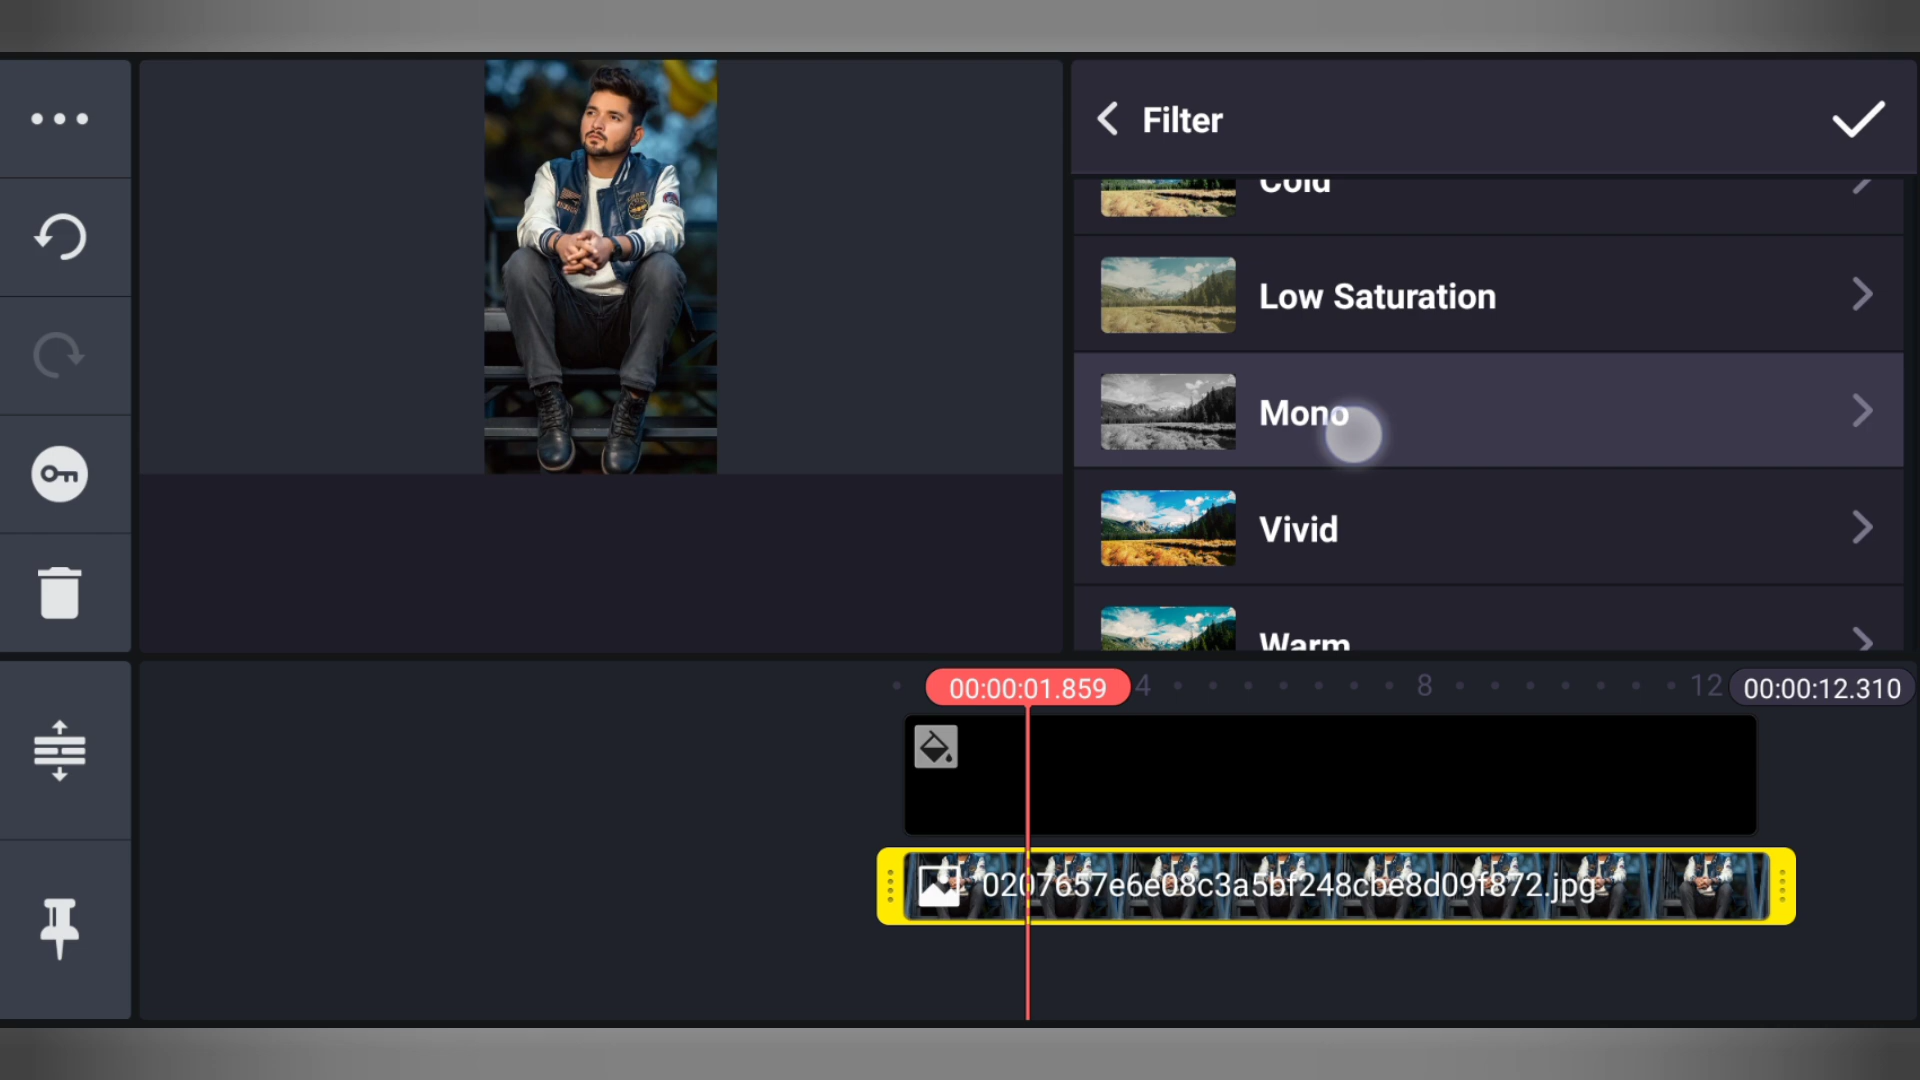 Filter
Cold
Low Saturation
Mono
Vivid
Warm
00:00:01.859
4
8
12
00:00:12.310
0207657e6e08c3a5bf248cbe8d09f872.jpg